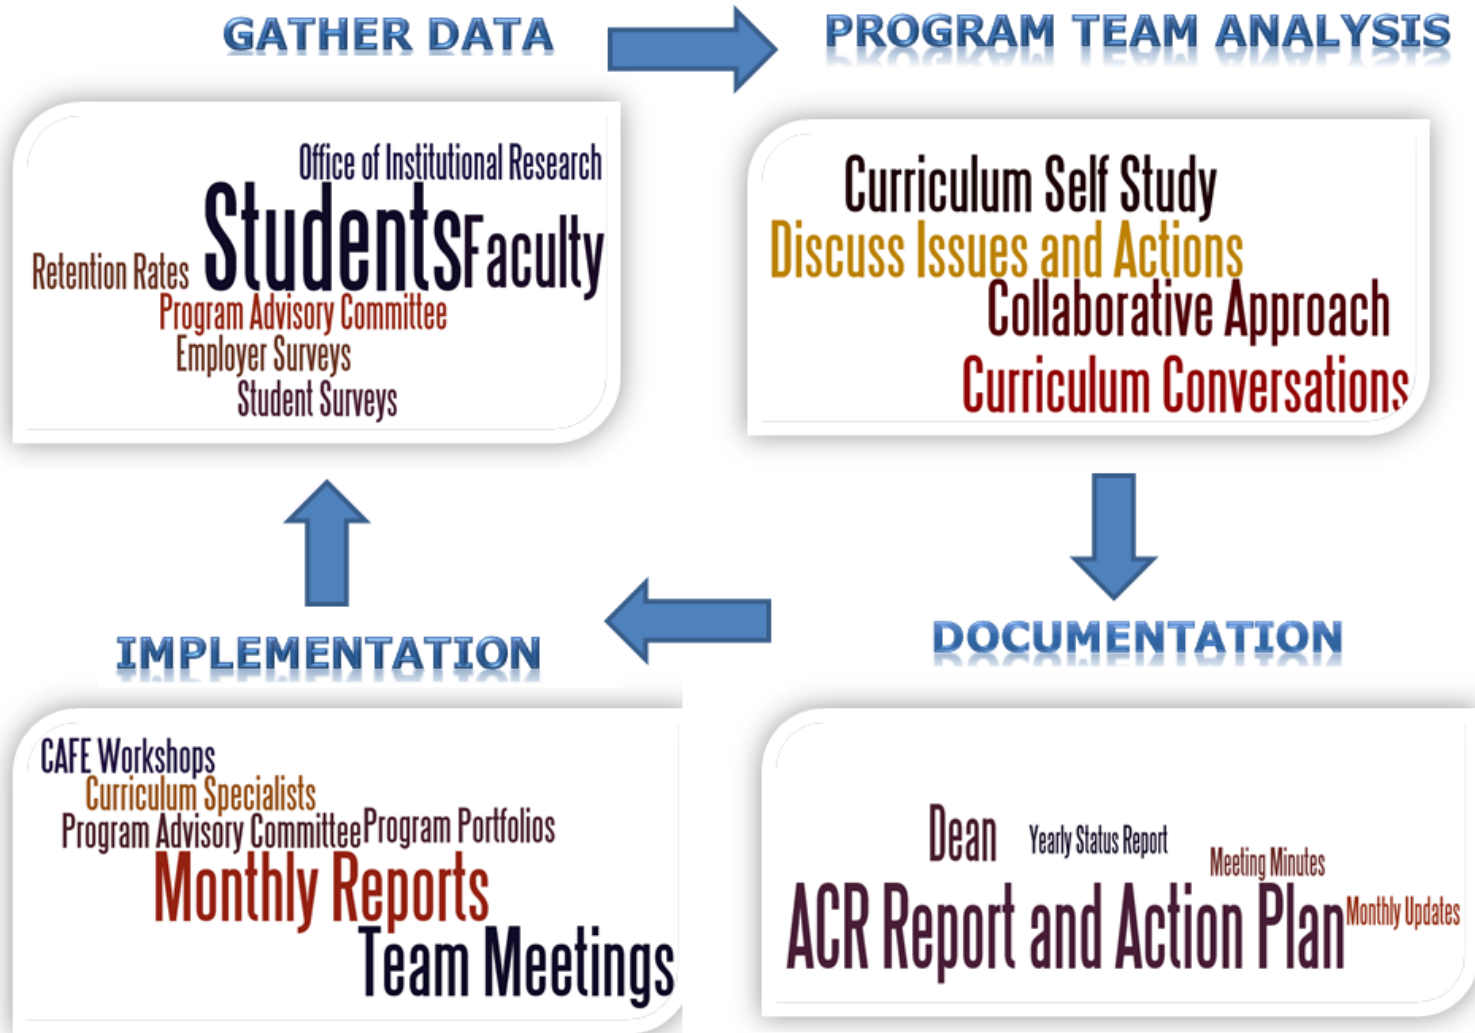 GATHER DATA
PROGRAM TEAM ANALYSIS
Office of Institutional Research
Students Faculty
Retention Rates
Program Advisory Committee
Employer Surveys
Student Surveys
Curriculum Self Study
Discuss Issues and Actions
Collaborative Approach
Curriculum Conversations
IMPLEMENTATION
DOCUMENTATION
CAFE Workshops
Curriculum Specialists
Program Advisory Committee Program Portfolios
Monthly Reports
Team Meetings
Dean
Yearly Status Report
Meeting Minutes
ACR Report and Action Plan
Monthly Updates